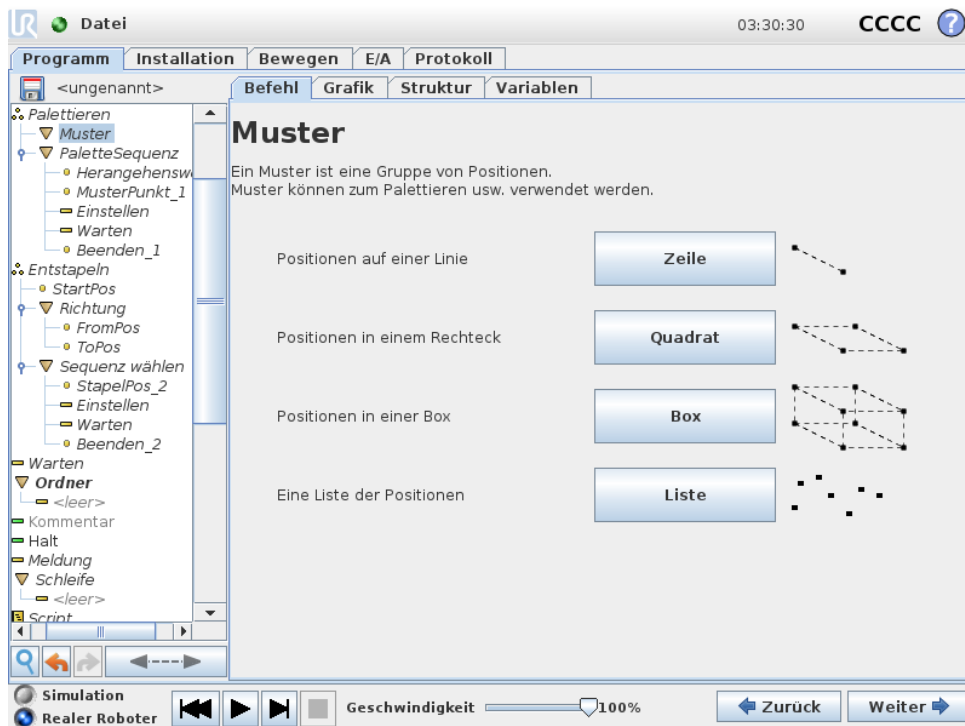 UR
Datei
03:30:30
CCCC
?
Programm
Installation
Bewegen
E/A
Protokoll
<ungenannt>
Befehl
Grafik
Struktur
Variablen
Palettieren
Muster
PaletteSequenz
Herangehensw
MusterPunkt_1
Einstellen
Warten
Beenden_1
Entstapeln
StartPos
Richtung
FromPos
ToPos
Sequenz wählen
StapelPos_2
Einstellen
Warten
Beenden_2
Warten
Ordner
<leer>
Kommentar
Halt
Meldung
Schleife
<leer>
Script
Muster
Ein Muster ist eine Gruppe von Positionen.
Muster können zum Palettieren usw. verwendet werden.
Positionen auf einer Linie
Zeile
Positionen in einem Rechteck
Quadrat
Positionen in einer Box
Box
Eine Liste der Positionen
Liste
Simulation
Realer Roboter
Geschwindigkeit
100%
Zurück
Weiter